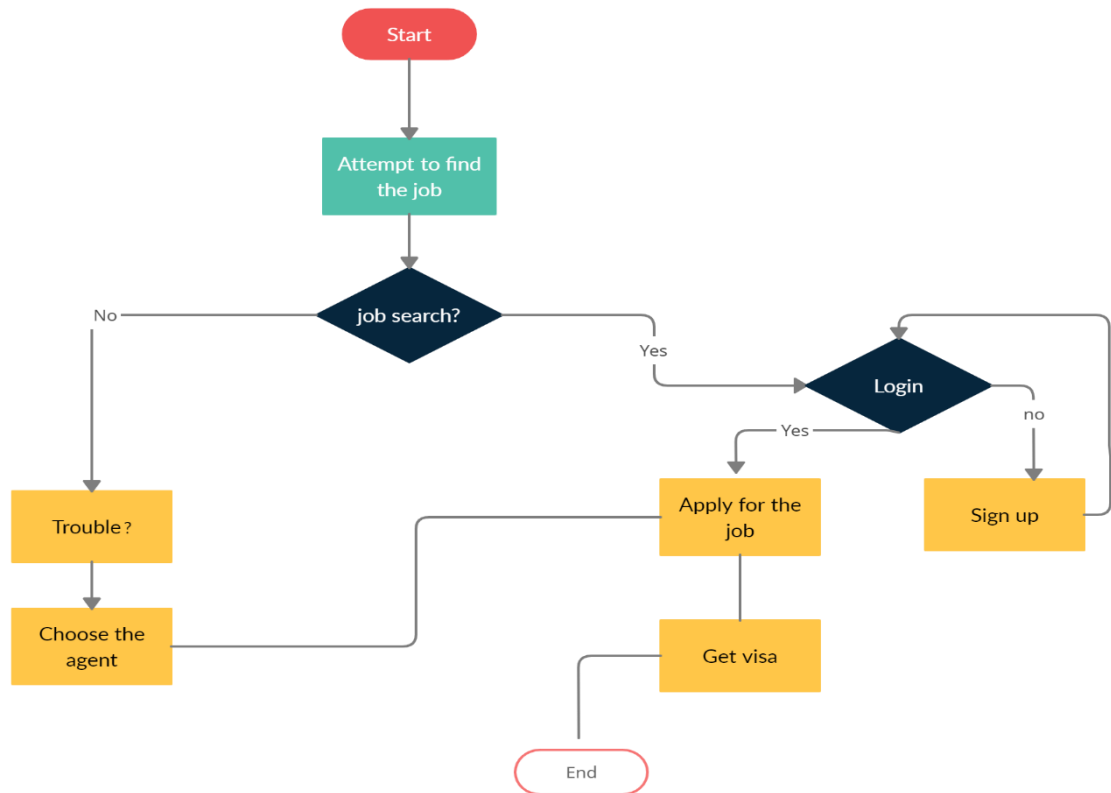 Start
Attempt to find
the job
job search?
No
Yes
Login
Yes
no
Trouble?
Apply for the
job
Sign up
Choose the
agent
Get visa
End